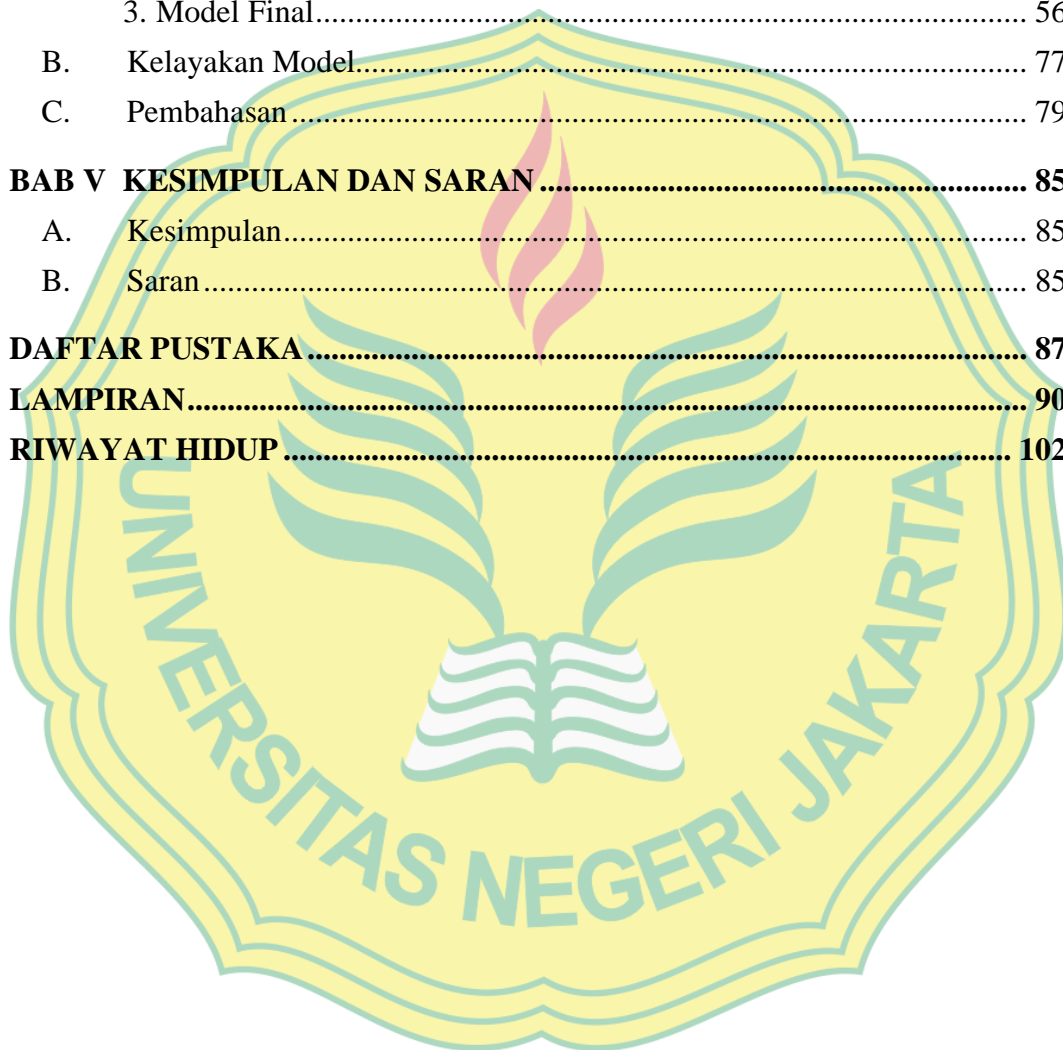 3. Model Final........................................................................................... 56
B. Kelayakan Model..................................................................................... 77
C. Pembahasan ............................................................................................. 79
BAB V KESIMPULAN DAN SARAN .............................................................. 85
A. Kesimpulan.............................................................................................. 85
B. Saran ........................................................................................................ 85
DAFTAR PUSTAKA ........................................................................................... 87
LAMPIRAN.......................................................................................................... 90
RIWAYAT HIDUP ............................................................................................ 102
UNIVERSITAS NEGERI JAKARTA